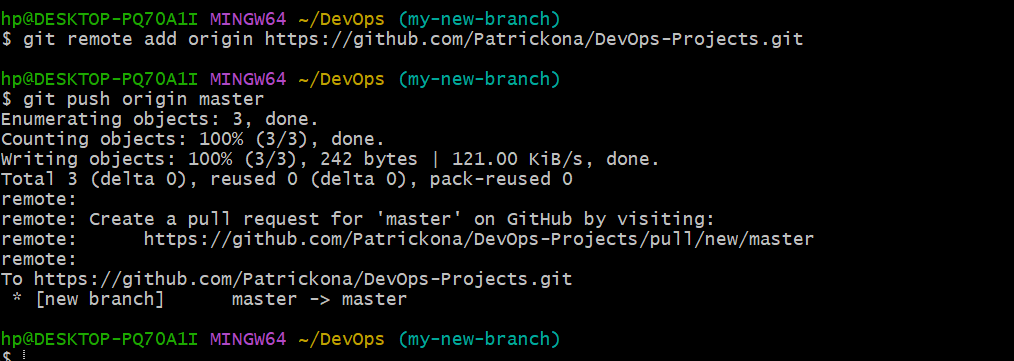 hp@DESKTOP-PQ70A1I MINGW64 ~/DevOps (my-new-branch)
$ git remote add origin https://github.com/Patrickona/DevOps-Projects.git
hp@DESKTOP-PQ70A1I MINGW64 ~/DevOps (my-new-branch)
$ git push origin master
Enumerating objects: 3, done.
Counting objects: 100% (3/3), done.
Writing objects: 100% (3/3), 242 bytes | 121.00 KiB/s, done.
Total 3 (delta 0), reused 0 (delta 0), pack-reused 0
remote:
remote: Create a pull request for 'master' on GitHub by visiting:
remote:      https://github.com/Patrickona/DevOps-Projects/pull/new/master
remote:
To https://github.com/Patrickona/DevOps-Projects.git
 * [new branch]      master -> master
hp@DESKTOP-PQ70A1I MINGW64 ~/DevOps (my-new-branch)
$